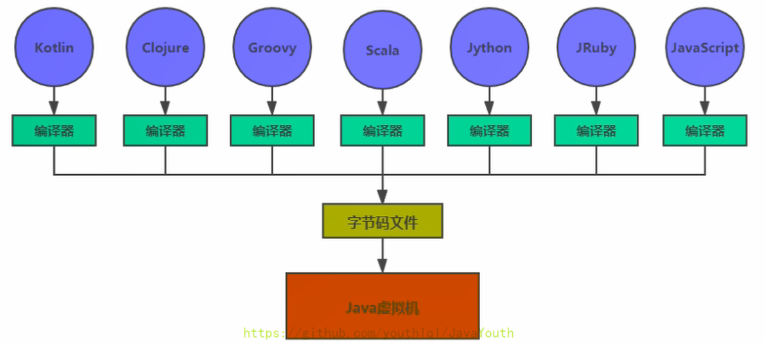 Kotlin Clojure Groovy Scala Jython JRuby JavaScript
编译器 编译器 编译器 编译器 编译器 编译器 编译器
字节码文件
Java虚拟机
https://github.com/youthlql/JavaYouth